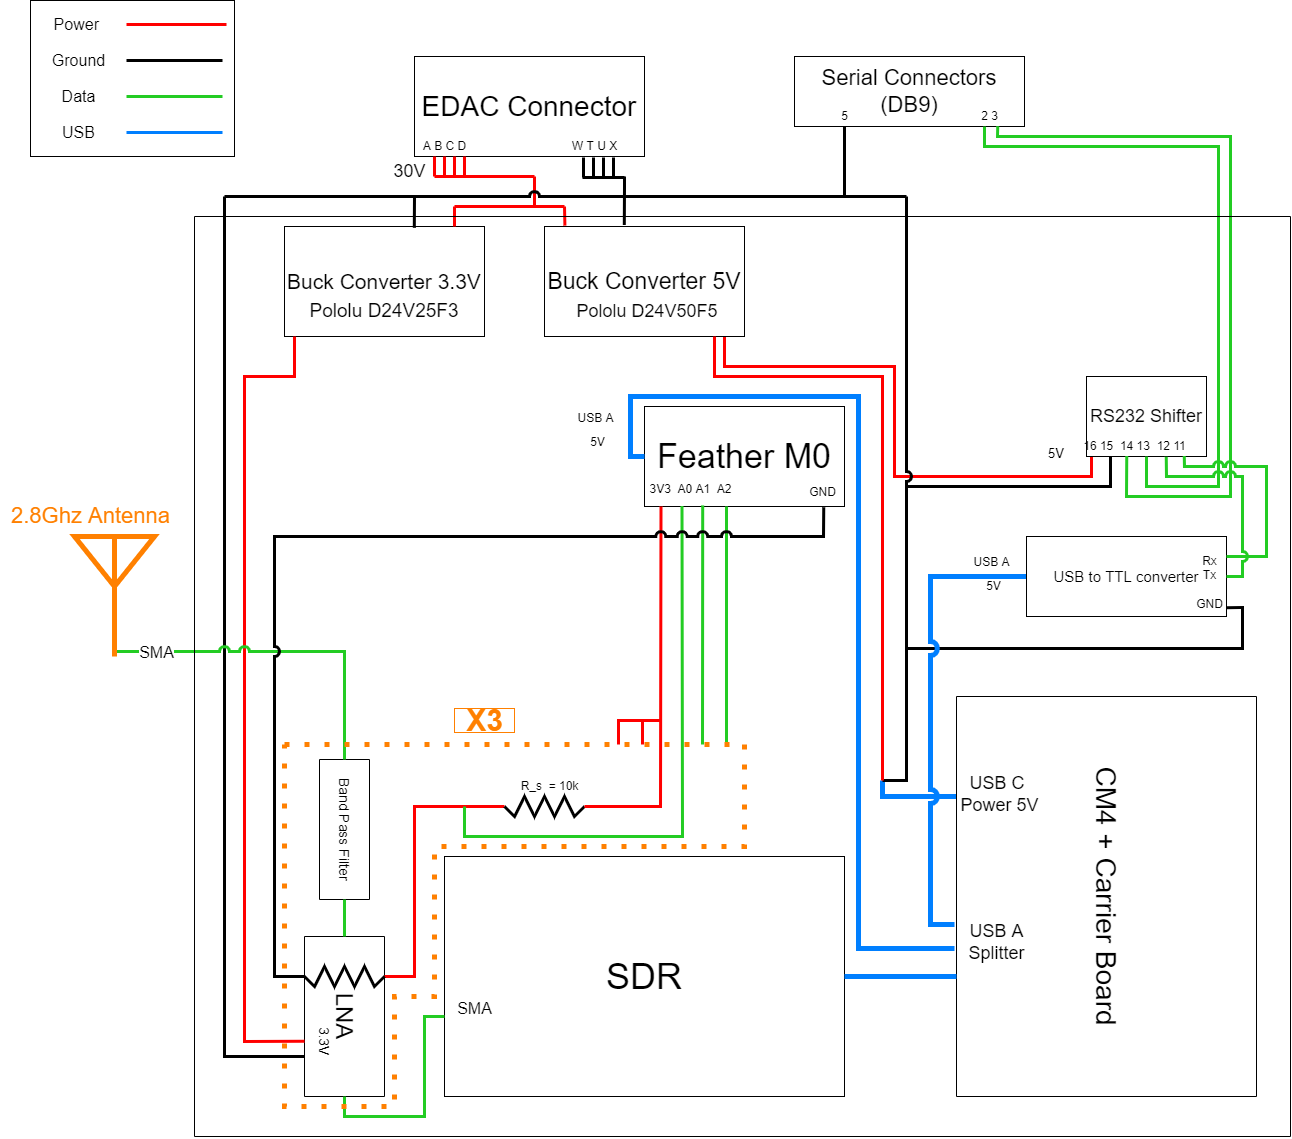 Power
Ground
Data
USB
EDAC Connector
A B C D
W T U X
30V
Serial Connectors
(DB9)
5
2 3
Buck Converter 3.3V
Pololu D24V25F3
Buck Converter 5V
Pololu D24V50F5
RS232 Shifter
16 15 14 13 12 11
5V
USB A
5V
Feather M0
3V3 A0 A1 A2
GND
2.8Ghz Antenna
SMA
USB A
5V
USB to TTL converter
Rx
Tx
GND
X3
R_s = 10k
Band Pass Filter
LNA
3.3V
SDR
SMA
USB C
Power 5V
USB A
Splitter
CM4 + Carrier Board